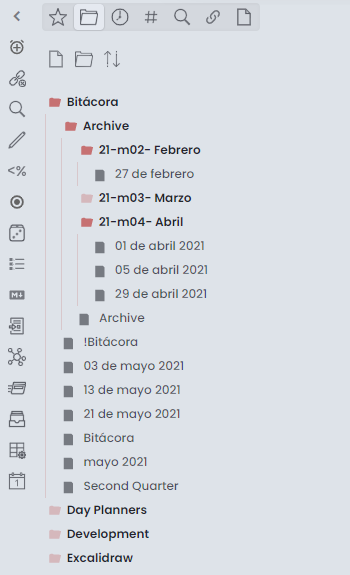 Bitácora
Archive
21-m02- Febrero
27 de febrero
21-m03- Marzo
21-m04- Abril
01 de abril 2021
05 de abril 2021
29 de abril 2021
Archive
!Bitácora
03 de mayo 2021
13 de mayo 2021
21 de mayo 2021
Bitácora
mayo 2021
Second Quarter
Day Planners
Development
Excalidraw
<%
M↓
1